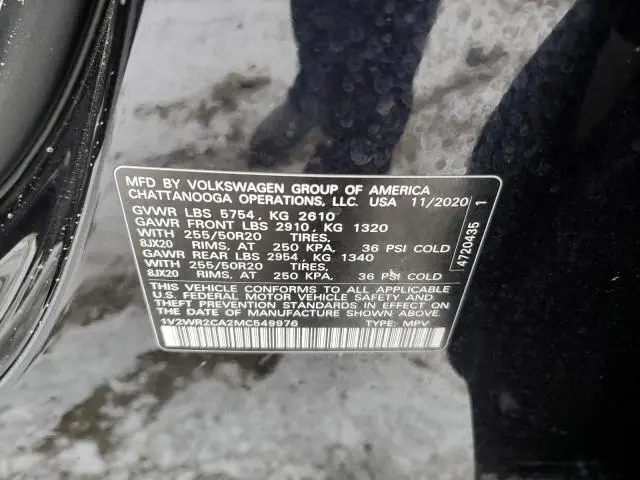 MFD BY VOLKSWAGEN GROUP OF AMERICA
CHATTANOOGA OPERATIONS, LLC. USA 11/2020
GVWR LBS 5754, KG 2610
GAWR FRONT LBS 2910, KG 1320
WITH 255/50R20 TIRES.
8JX20 RIMS, AT 250 KPA, 36 PSI COLD
GAWR REAR LBS 2954, KG 1340
WITH 255/50R20 TIRES,
8JX20 RIMS, AT 250 KPA, 36 PSI COLD
THIS VEHICLE CONFORMS TO ALL APPLICABLE
U.S. FEDERAL MOTOR VEHICLE SAFETY AND
THEFT PREVENTION STANDARDS IN EFFECT ON
THE DATE OF MANUFACTURE SHOWN ABOVE.
1V2WR2CA2MC549976 TYPE: MPV
4720435 1